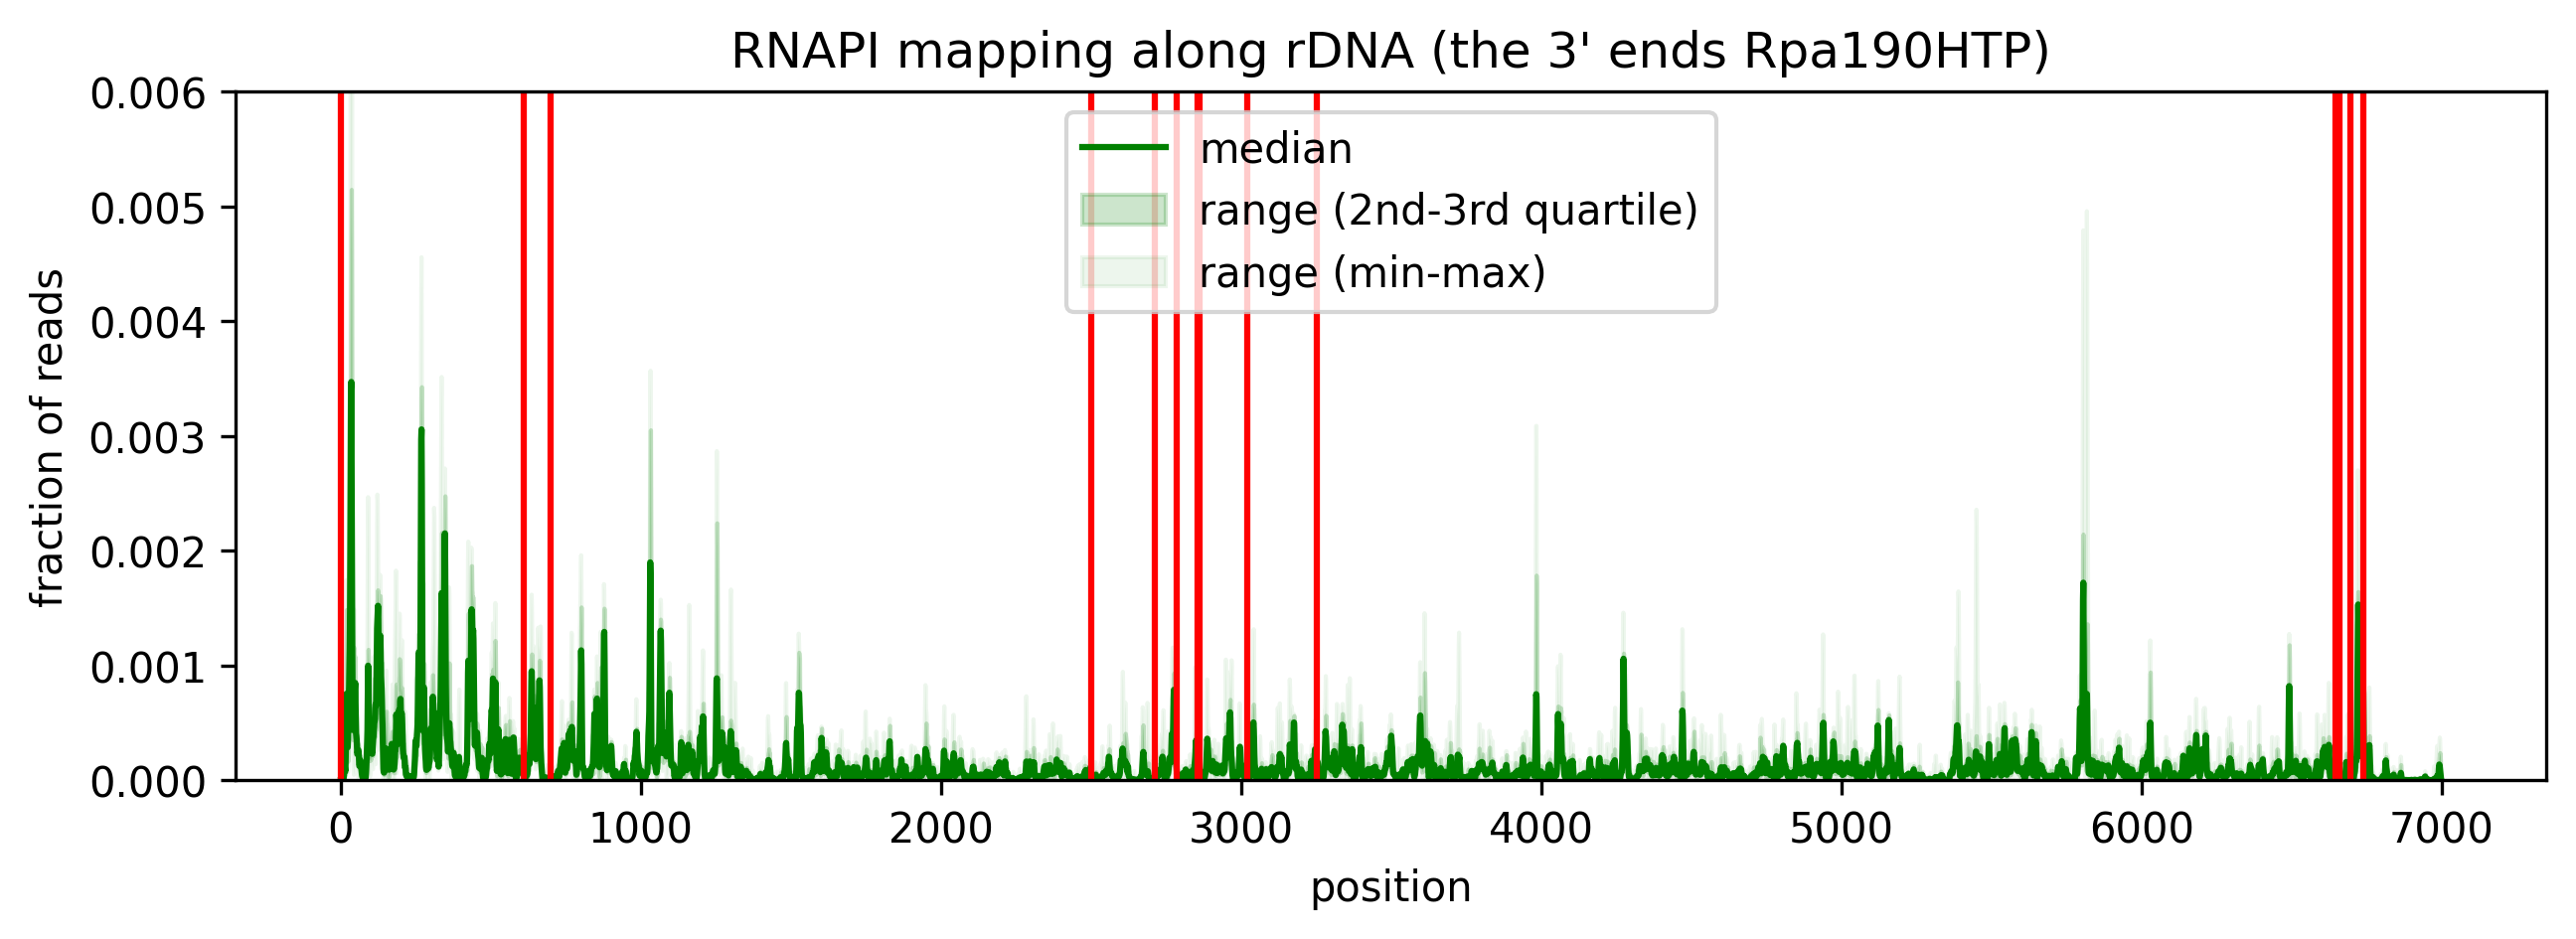 RNAPI mapping along rDNA (the 3' ends Rpa190HTP)
0.006
0.005
0.004
0.003
0.002
0.001
0.000
fraction of reads
median
range (2nd-3rd quartile)
range (min-max)
0 1000 2000 3000 4000 5000 6000 7000
position